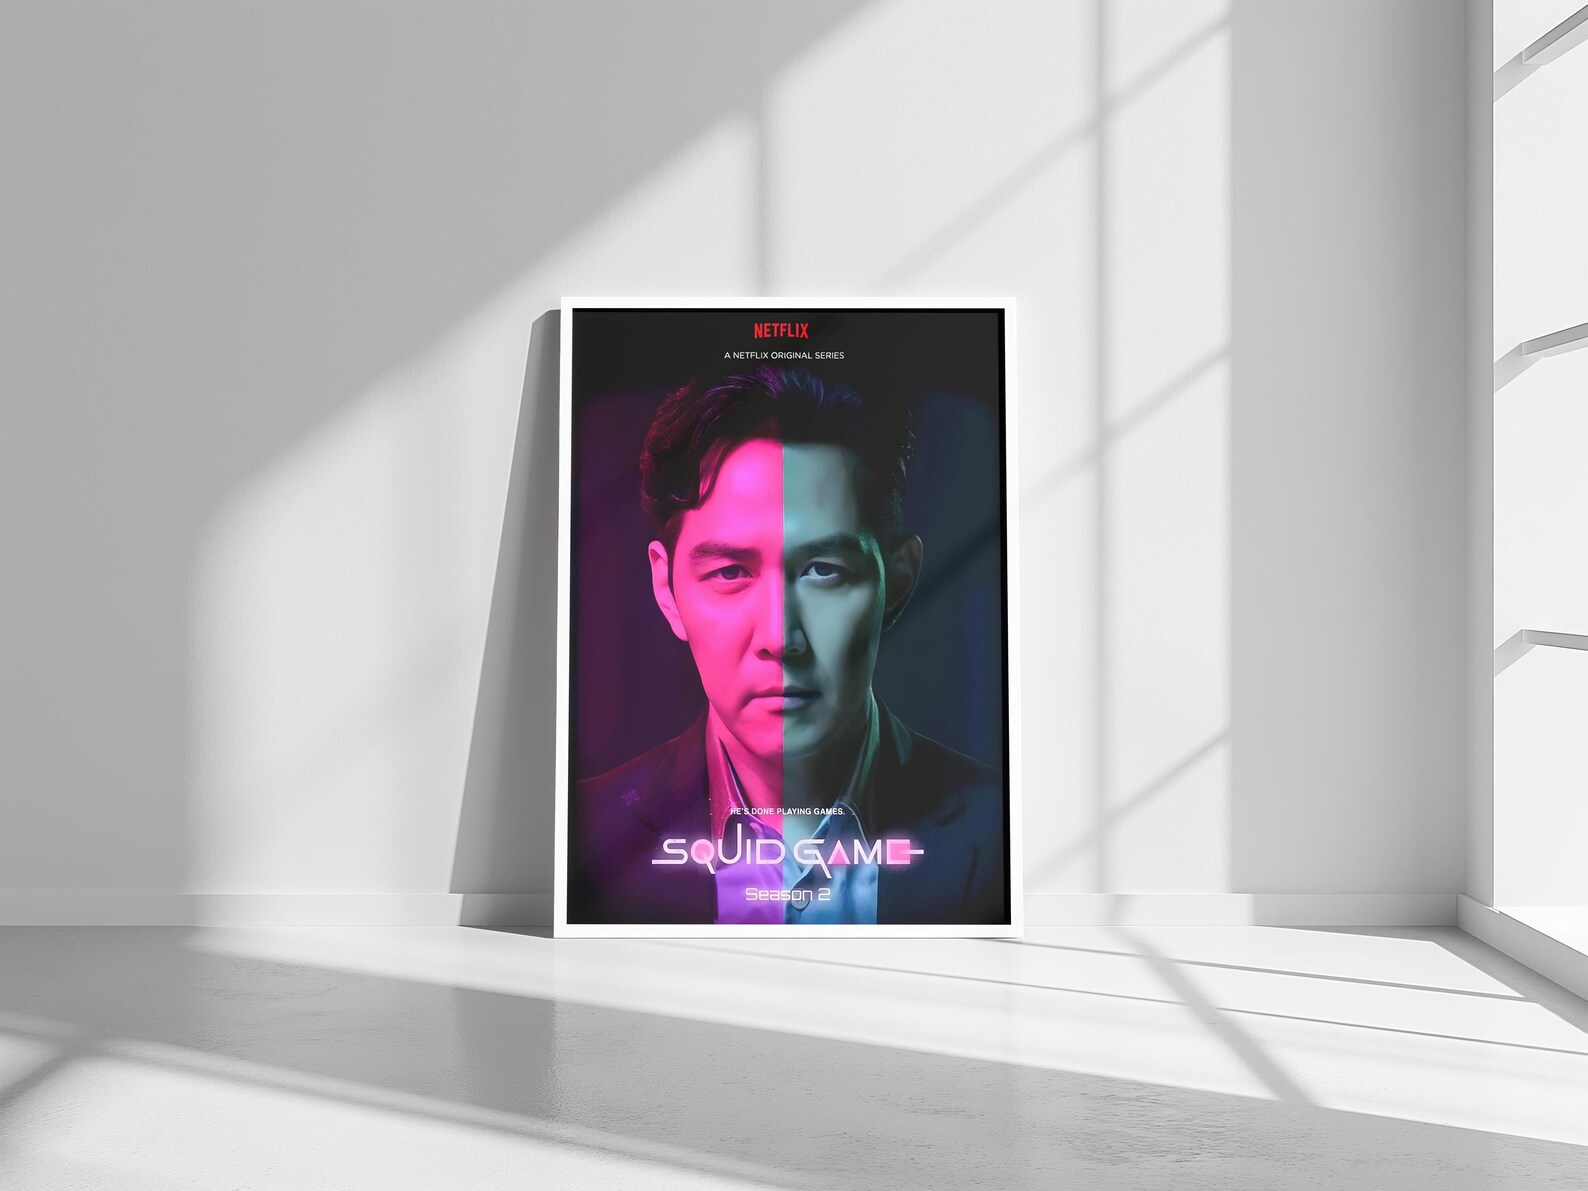 NETFLIX
A NETFLIX ORIGINAL SERIES
HE'S DONE PLAYING GAMES.
SQUID GAME
Season 2